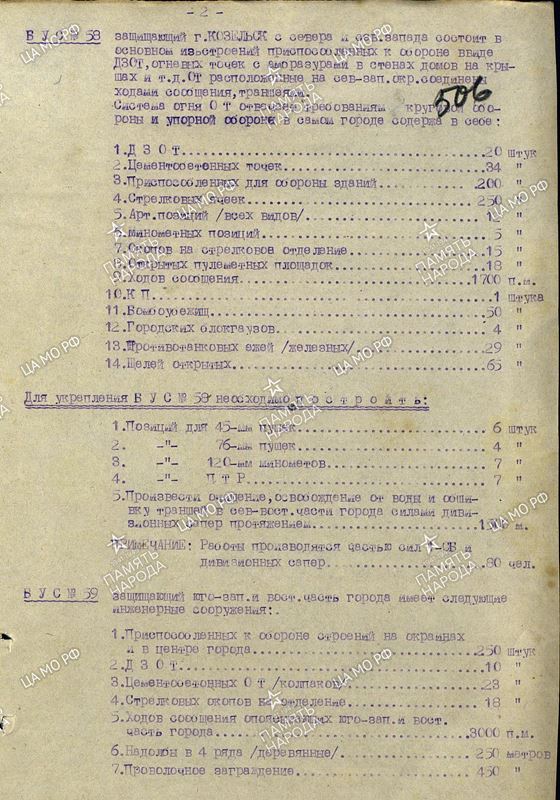 - 2 -
506
В У С № 58 защищающий г.КОЗЕЛЬСК с севера и сев.запада состоит в
основном из строений приспособленных к обороне ввиде
ДЗОТ, огневых точек с амбразурами в стенах домов на кры-
шах и т.д. ОТ расположенные на сев-зап.окр.соединены
ходами сообщения, траншеями.
Система огня О Т отвечает требованиям круговой обо-
роны и упорной обороне в самом городе содержа в себе:
1.Д З О Т 20 штук
2.Цементобетонных точек 34 "
3.Приспособленных для обороны зданий 200 "
4.Стрелковых ячеек 250 "
5.Арт.позиций /всех видов/ "
6.Минометных позиций 5 "
7.Окопов на стрелковое отделение 15 "
8.Открытых пулеметных площадок 18 "
9.Ходов сообщения 1700 п.м.
10.К П 1 штука
11.Бомбоубежищ 50 "
12.Городских блокгаузов 4 "
13.Противотанковых ежей /железных/ 29 "
14.Щелей открытых 65 "
Для укрепления В У С № 58 необходимо п о с т р о и т ь :
1.Позиций для 45-мм пушек 6 штук
2. -"- 76-мм пушек 4 "
3. -"- 120-мм минометов 7 "
4. -"- П Т Р 7 "
5.Произвести освобождение от воды и обши-
вку траншей в сев-вост.части города силами диви-
зионных сапер протяжением м.
ПРИМЕЧАНИЕ: Работы производятся частью сил и
дивизионных сапер 80 чел.
В У С № 59 защищающий юго-зап.и вост.часть города имеет следующие
инженерные сооружения:
1.Приспособленных к обороне строений на окраинах
и в центре города 250 штук
2.Д З О Т 10 "
3.Цементобетонных О Т /колпаков/ 23 "
4.Стрелковых окопов на отделение 18 "
5.Ходов сообщения опоясывающих юго-зап.и вост.
часть города 3000 п.м.
6.Надолбы в 4 ряда /деревянные/ 250 метров
7.Проволочное заграждение 450 "
ЦА МО РФ
ПАМЯТЬ НАРОДА